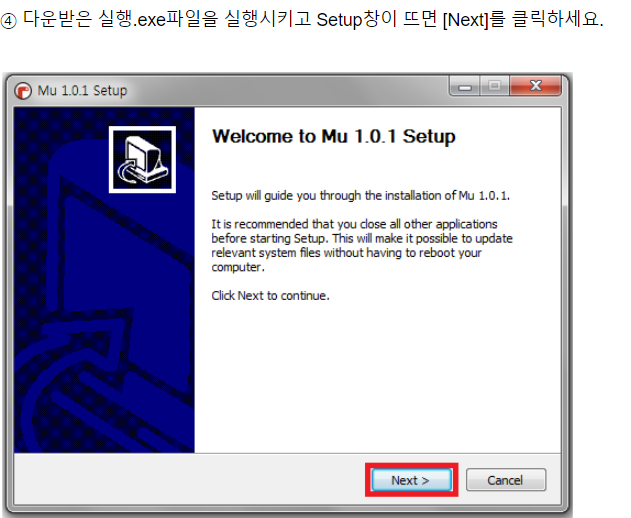 ④ 다운받은 실행.exe파일을 실행시키고 Setup창이 뜨면 [Next]를 클릭하세요.
Mu 1.0.1 Setup
Welcome to Mu 1.0.1 Setup
Setup will guide you through the installation of Mu 1.0.1.
It is recommended that you close all other applications
before starting Setup. This will make it possible to update
relevant system files without having to reboot your
computer.
Click Next to continue.
Next >
Cancel